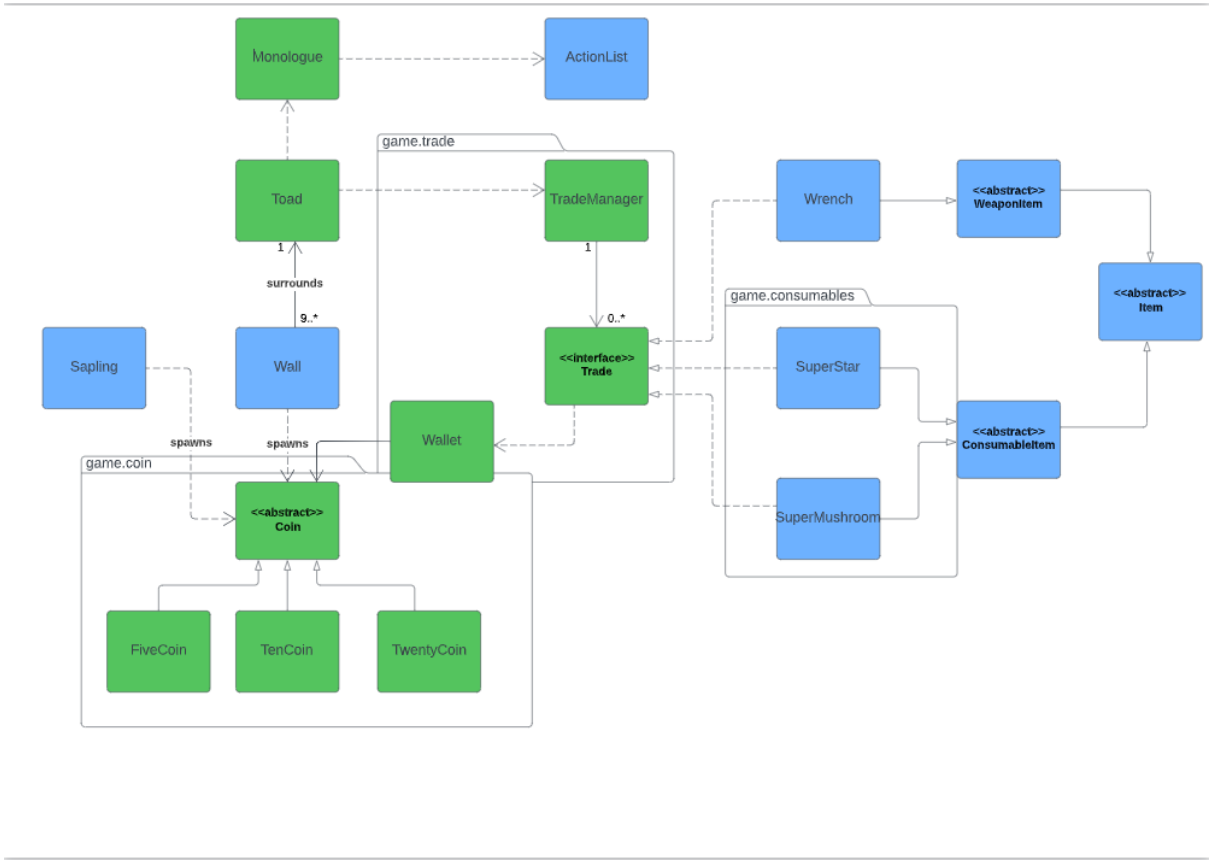 Monologue
ActionList
game.trade
Toad
TradeManager
Wrench
<<abstract>>
WeaponItem
1
1
surrounds
<<abstract>>
Item
game.consumables
9..*
0..*
Sapling
Wall
<<interface>>
Trade
SuperStar
spawns
spawns
Wallet
<<abstract>>
ConsumableItem
game.coin
<<abstract>>
Coin
SuperMushroom
FiveCoin
TenCoin
TwentyCoin